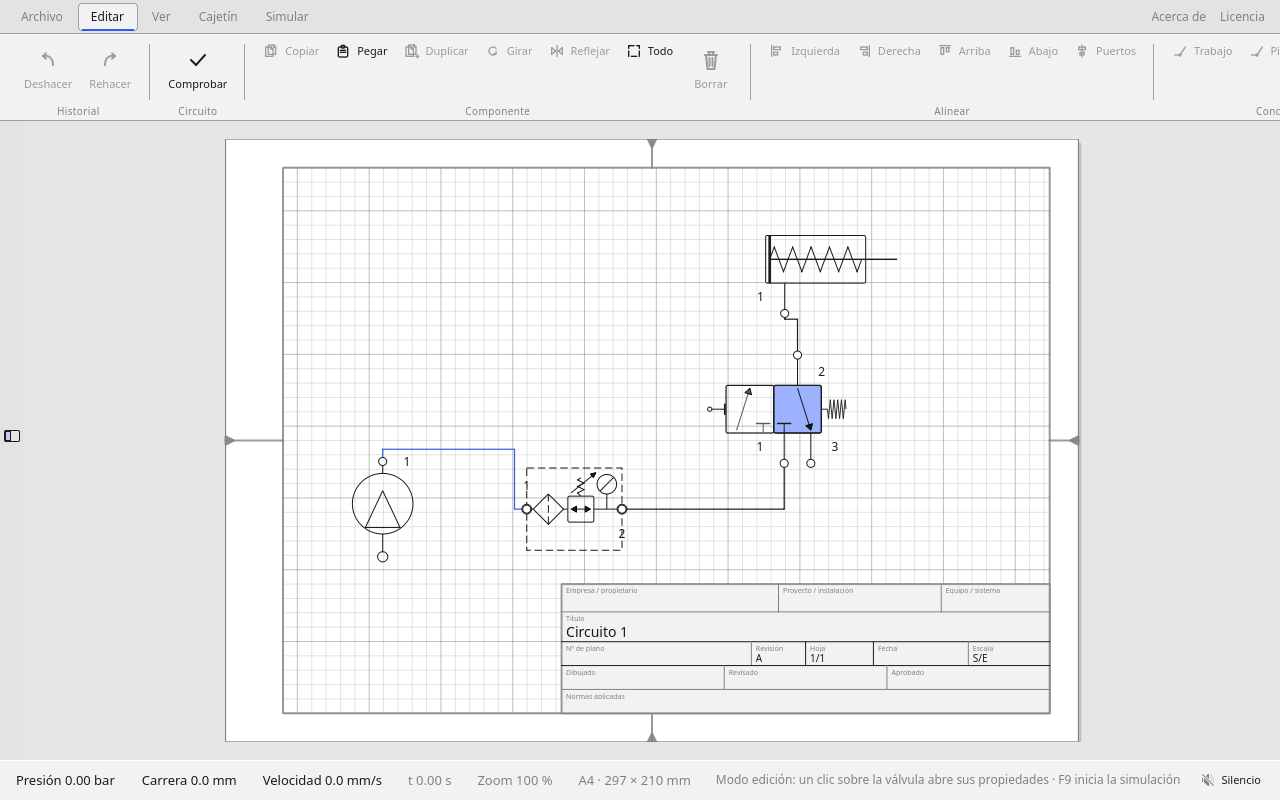 Archivo Editar Ver Cajetín Simular Acerca de Licencia
Copiar Pegar Duplicar Girar Reflejar Todo Izquierda Derecha Arriba Abajo Puertos Trabajo
Deshacer Rehacer Comprobar Borrar
Historial Circuito Componente Alinear
1
2
1 3
1
1
2
Empresa / propietario Proyecto / instalación Equipo / sistema
Título
Circuito 1
Nº de plano Revisión Hoja Fecha Escala
A 1/1 S/E
Dibujado Revisado Aprobado
Normas aplicadas
Presión 0.00 bar Carrera 0.0 mm Velocidad 0.0 mm/s t 0.00 s Zoom 100 % A4 · 297 × 210 mm Modo edición: un clic sobre la válvula abre sus propiedades · F9 inicia la simulación Silencio